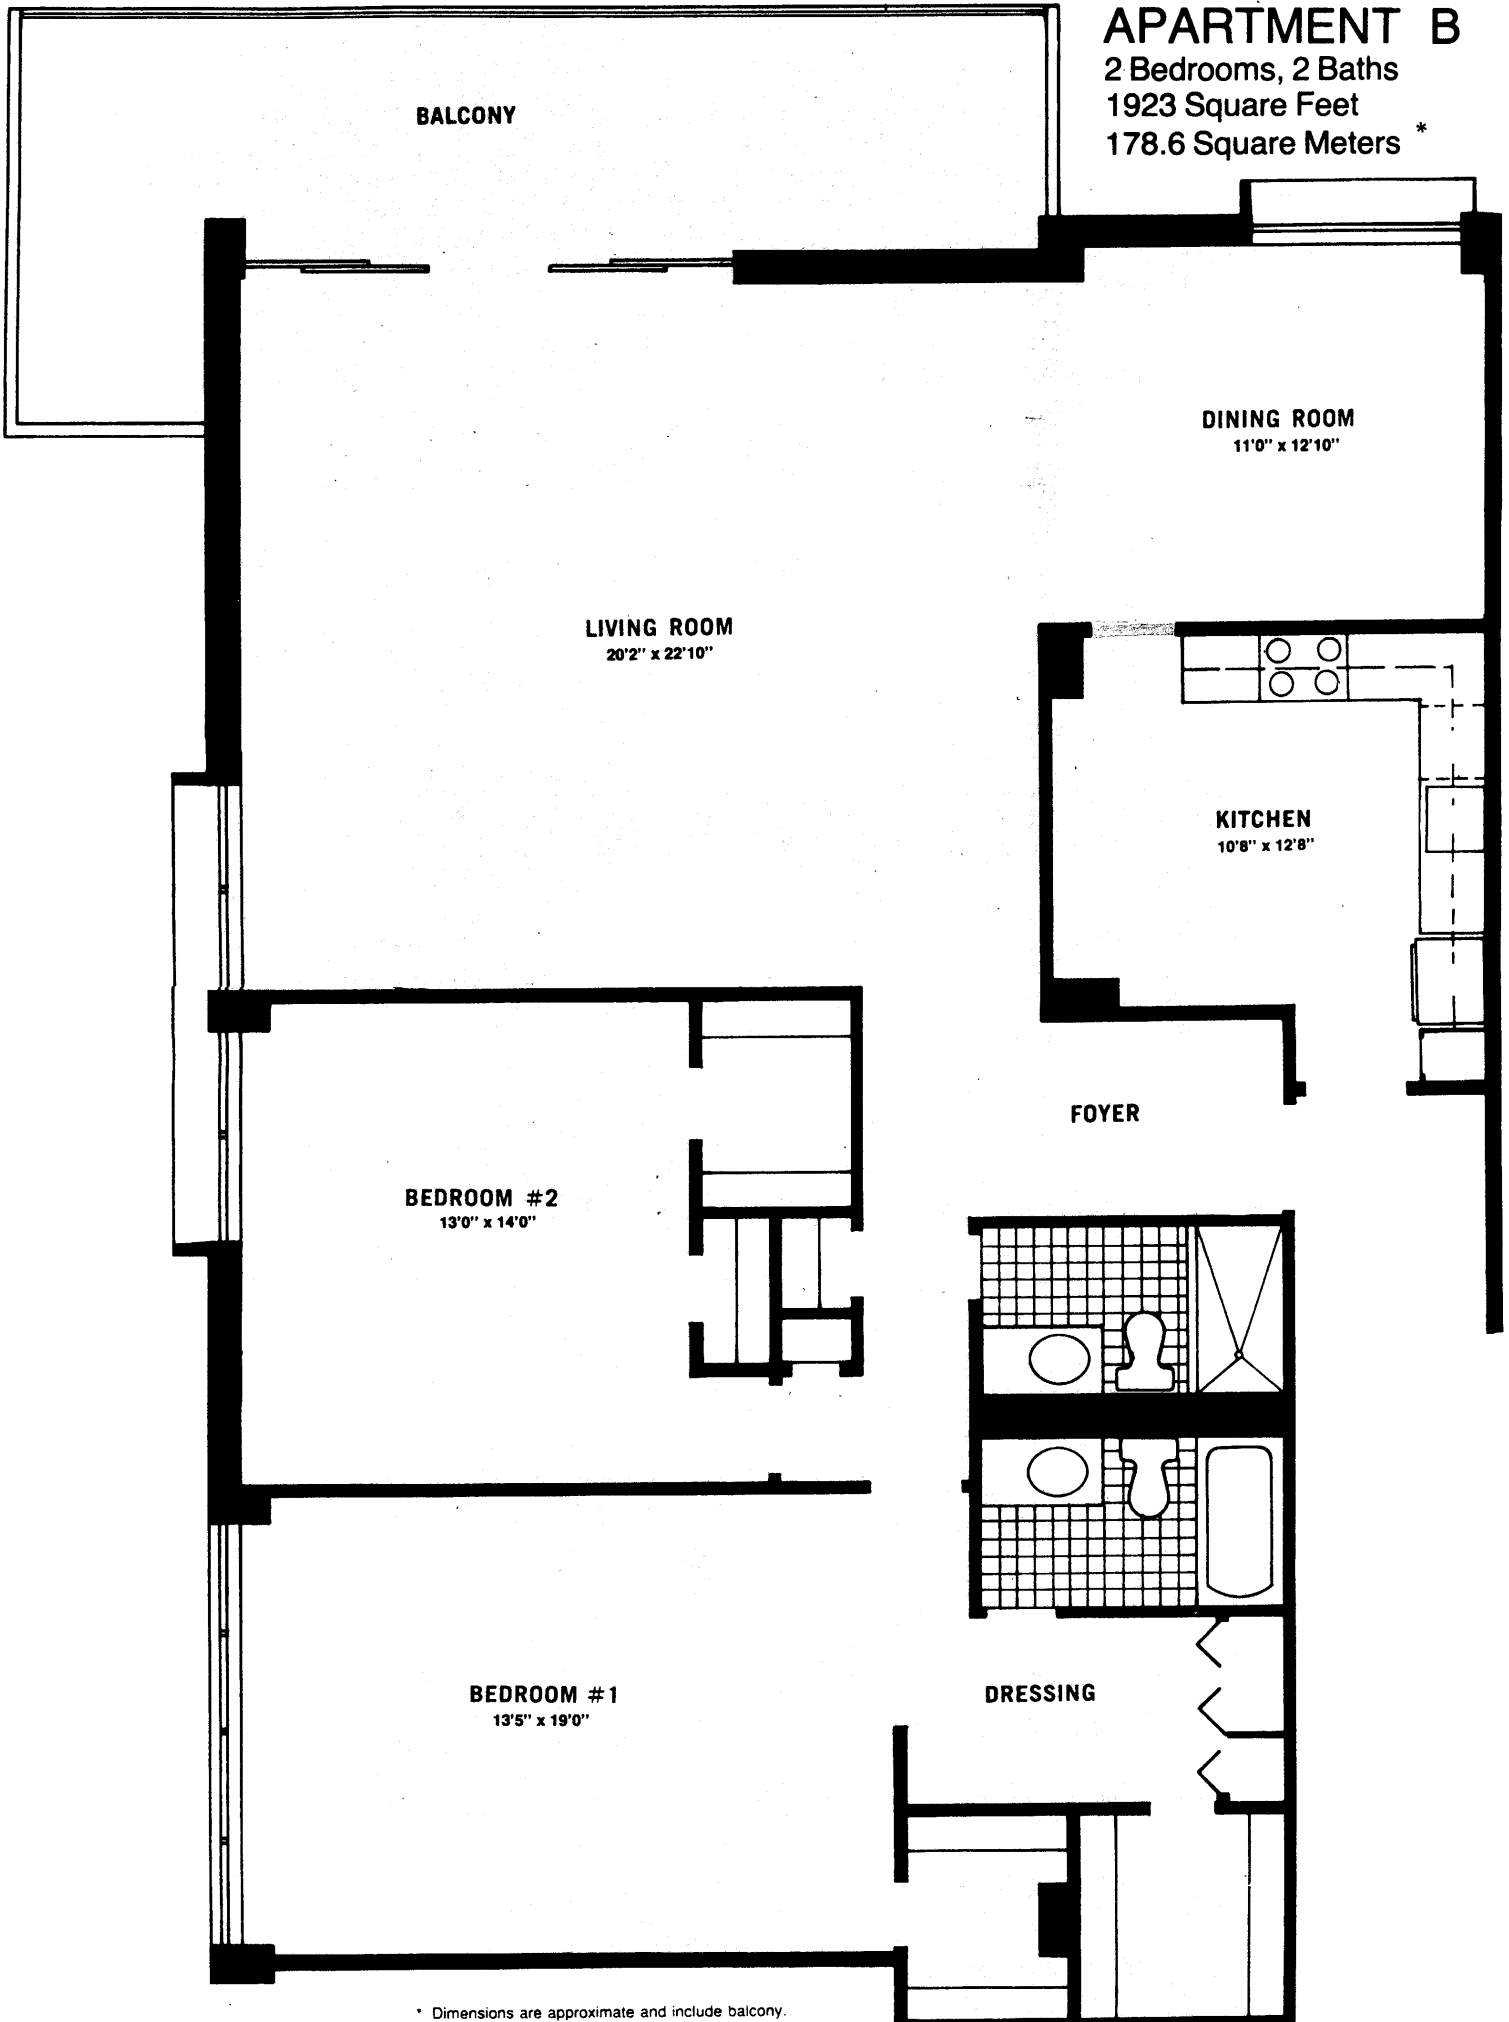 APARTMENT B
2 Bedrooms, 2 Baths
1923 Square Feet
178.6 Square Meters *
BALCONY
DINING ROOM
11'0" x 12'10"
LIVING ROOM
20'2" x 22'10"
KITCHEN
10'8" x 12'8"
FOYER
BEDROOM #2
13'0" x 14'0"
BEDROOM #1
13'5" x 19'0"
DRESSING
* Dimensions are approximate and include balcony.